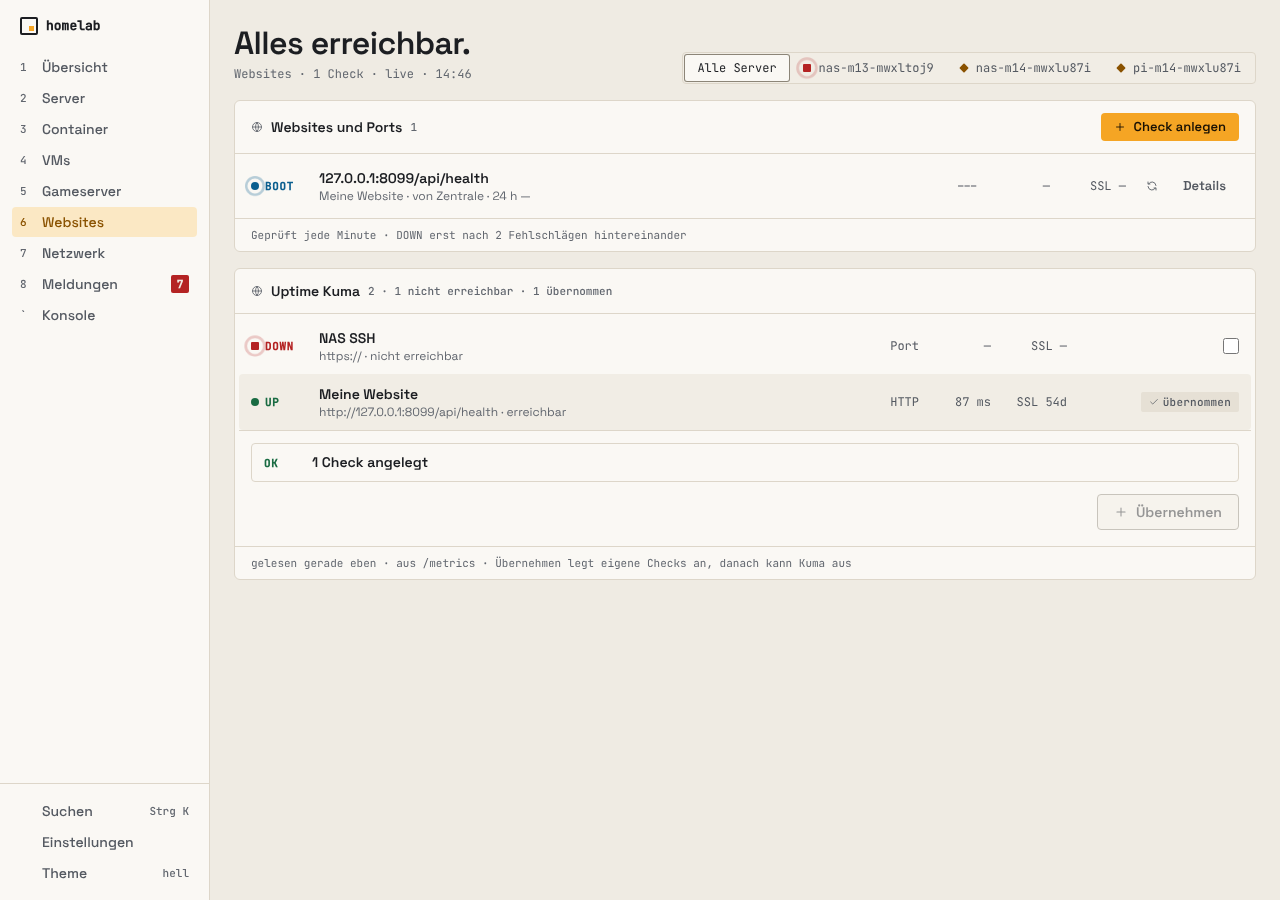 homelab
1 Übersicht
2 Server
3 Container
4 VMs
5 Gameserver
6 Websites
7 Netzwerk
8 Meldungen 7
` Konsole
Suchen Strg K
Einstellungen
Theme hell
Alles erreichbar.
Websites · 1 Check · live · 14:46
Alle Server nas-m13-mwxltoj9 nas-m14-mwxlu87i pi-m14-mwxlu87i
Websites und Ports 1
+ Check anlegen
BOOT 127.0.0.1:8099/api/health --- — SSL — Details
Meine Website · von Zentrale · 24 h —
Geprüft jede Minute · DOWN erst nach 2 Fehlschlägen hintereinander
Uptime Kuma 2 · 1 nicht erreichbar · 1 übernommen
DOWN NAS SSH Port — SSL —
https:// · nicht erreichbar
UP Meine Website HTTP 87 ms SSL 54d ✓ übernommen
http://127.0.0.1:8099/api/health · erreichbar
OK 1 Check angelegt
+ Übernehmen
gelesen gerade eben · aus /metrics · Übernehmen legt eigene Checks an, danach kann Kuma aus